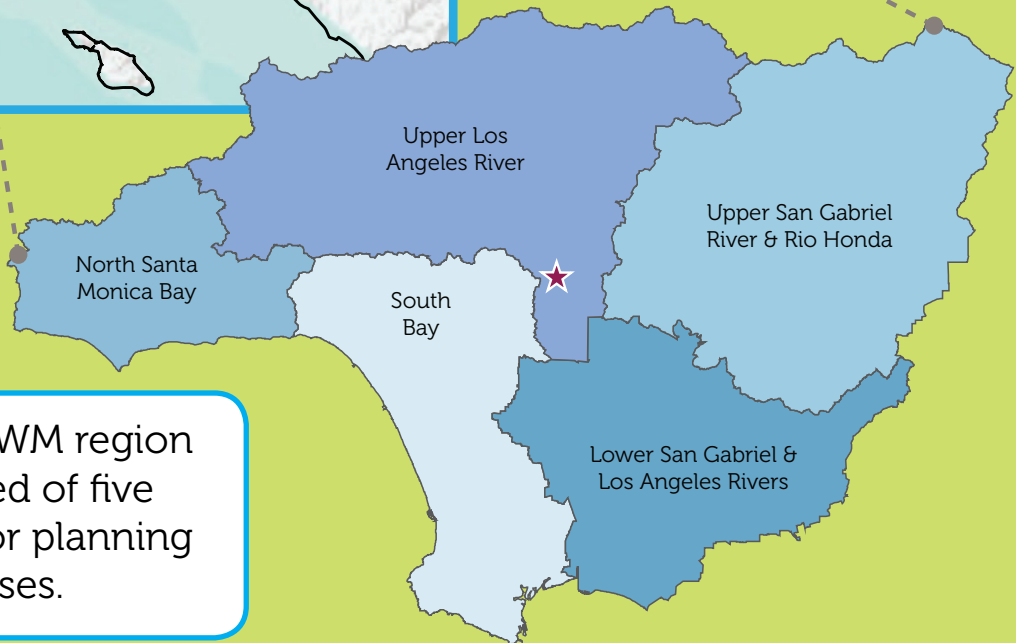 Upper Los
Angeles River
Upper San Gabriel
River & Rio Honda
North Santa
Monica Bay
South
Bay
Lower San Gabriel &
Los Angeles Rivers
WM region
ed of five
or planning
ses.